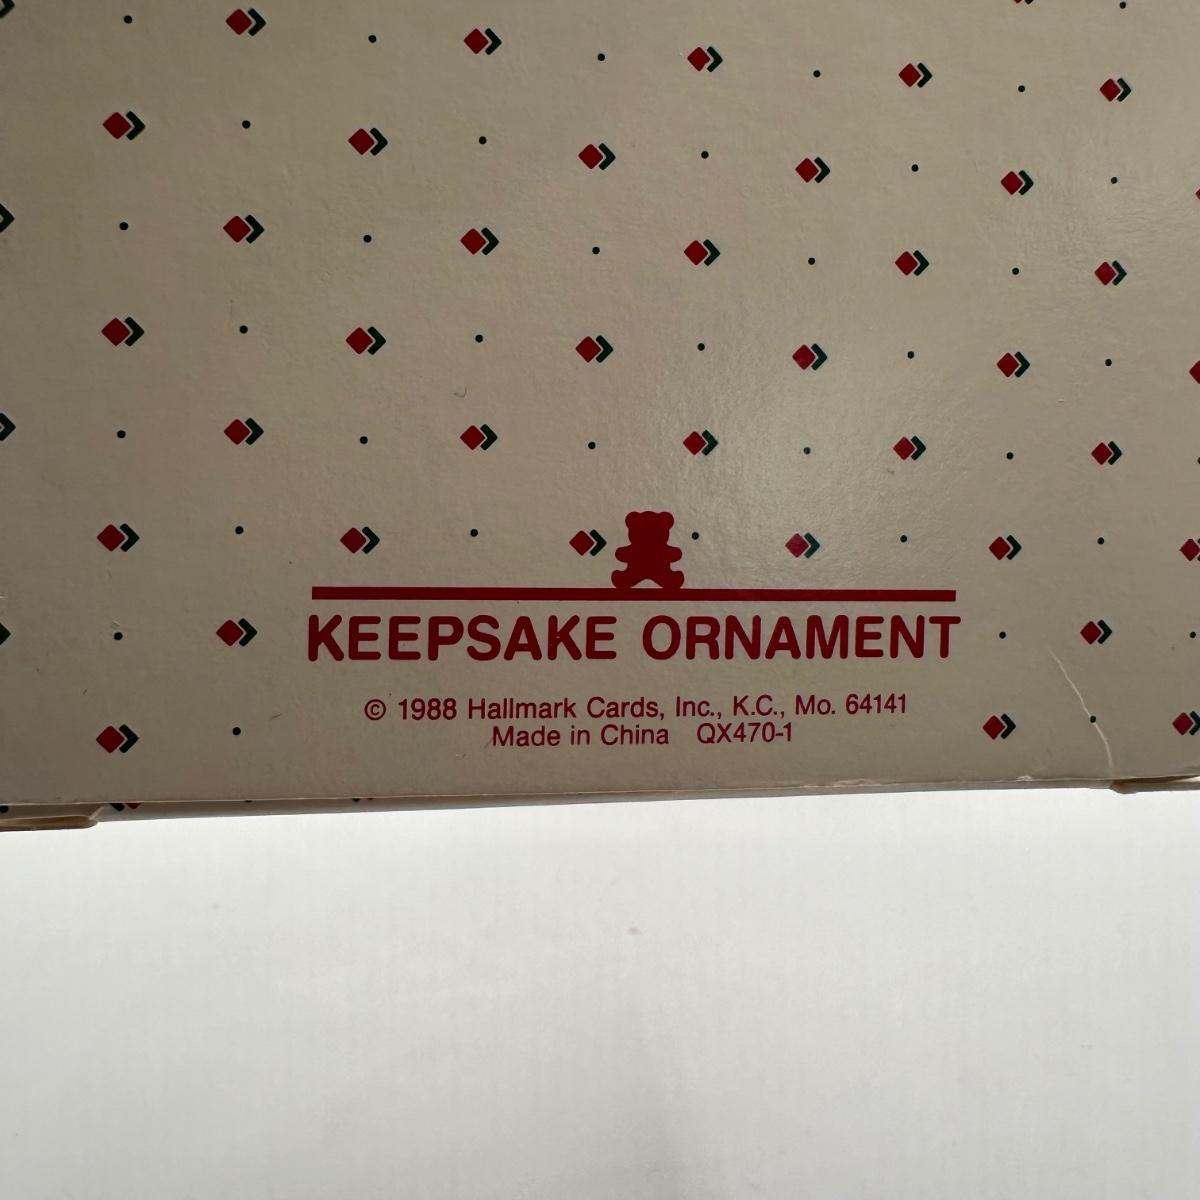 KEEPSAKE ORNAMENT
© 1988 Hallmark Cards, Inc., K.C., Mo. 64141
Made in China QX470-1